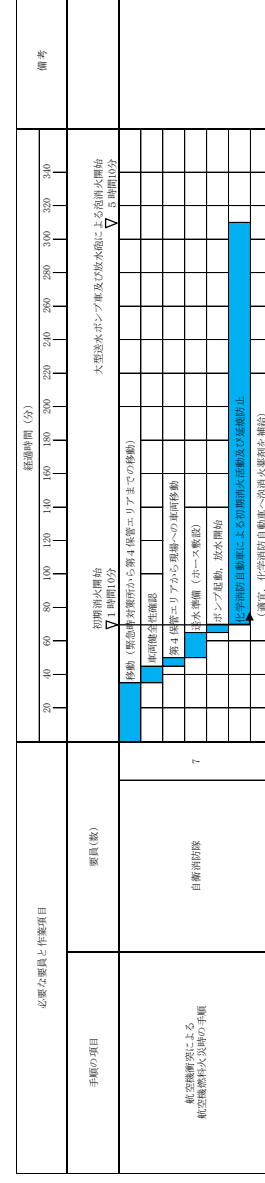 必要な要員と作業項目
経過時間（分）
備考
20 40 60 80 100 120 140 160 180 200 220 240 260 280 300 320 340
手順の項目
要員(数)
初期消火開始
▽1時間10分
大型送水ポンプ車及び放水砲による泡消火開始
▽5時間10分
航空機衝突による
航空機燃料火災時の手順
自衛消防隊
7
移動（緊急時対策所から第4保管エリアまでの移動）
車両健全性確認
第4保管エリアから現場への車両移動
送水準備（ホース敷設）
ポンプ起動，放水開始
化学消防自動車による初期消火活動及び延焼防止
（適宜，化学消防自動車へ泡消火薬剤を補給）